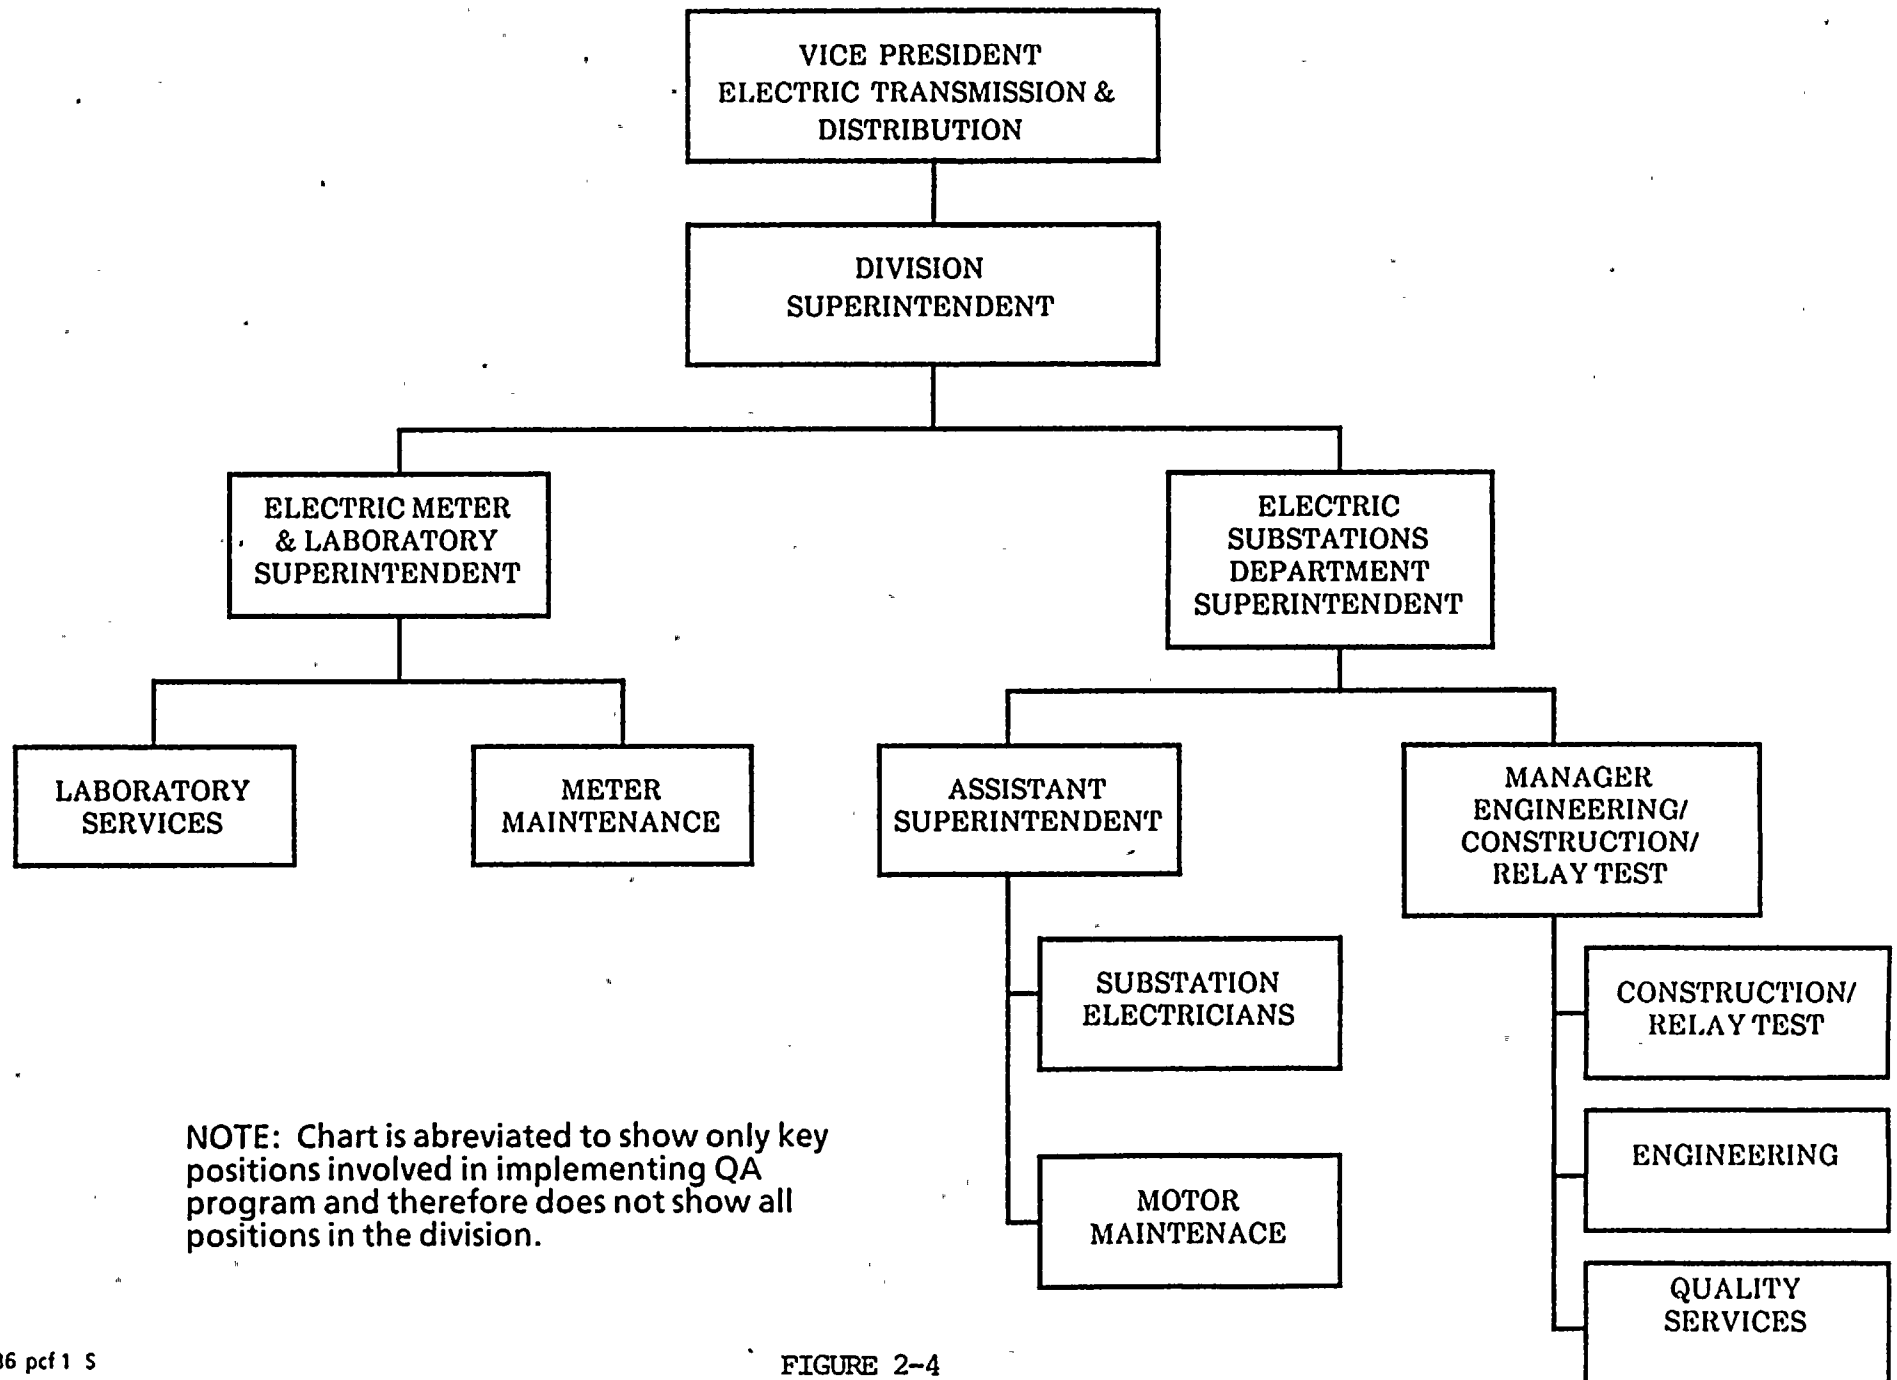 VICE PRESIDENT
ELECTRIC TRANSMISSION &
DISTRIBUTION
DIVISION
SUPERINTENDENT
ELECTRIC METER
& LABORATORY
SUPERINTENDENT
ELECTRIC
SUBSTATIONS
DEPARTMENT
SUPERINTENDENT
LABORATORY
SERVICES
METER
MAINTENANCE
ASSISTANT
SUPERINTENDENT
MANAGER
ENGINEERING/
CONSTRUCTION/
RELAY TEST
SUBSTATION
ELECTRICIANS
CONSTRUCTION/
RELAY TEST
MOTOR
MAINTENACE
ENGINEERING
QUALITY
SERVICES
NOTE: Chart is abreviated to show only key
positions involved in implementing QA
program and therefore does not show all
positions in the division.
36 pcf 1 S
FIGURE 2-4